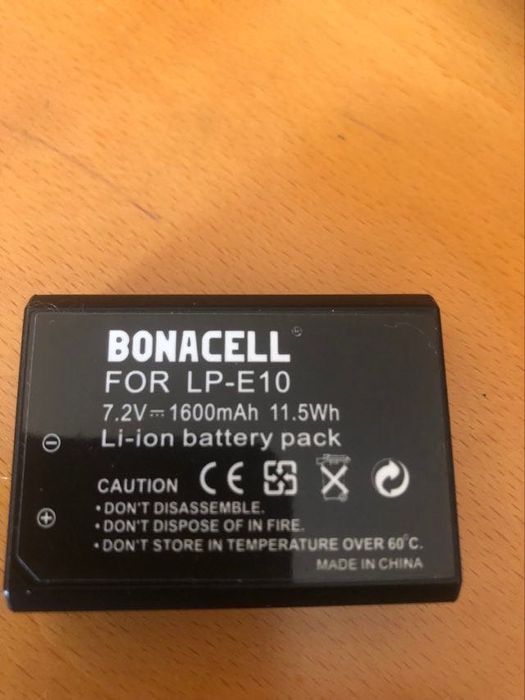 BONACELL®
FOR LP-E10
7.2V⎓1600mAh 11.5Wh
Li-ion battery pack
CAUTION CE
•DON'T DISASSEMBLE.
•DON'T DISPOSE OF IN FIRE.
•DON'T STORE IN TEMPERATURE OVER 60°C.
MADE IN CHINA